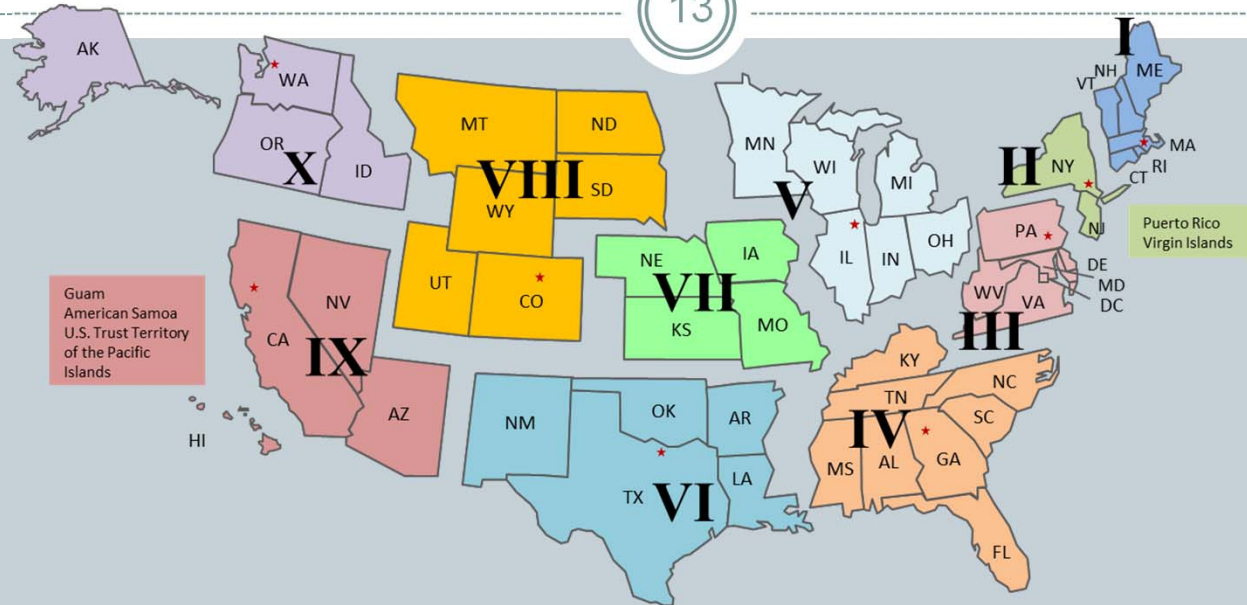 13
AK
WA
OR
ID
X
MT
ND
SD
WY
UT
CO
VIII
MN
WI
MI
IL
IN
OH
V
I
ME
NH
VT
MA
RI
CT
II
NY
NJ
Puerto Rico
Virgin Islands
PA
DE
MD
DC
WV
VA
III
NE
IA
KS
MO
VII
Guam
American Samoa
U.S. Trust Territory
of the Pacific
Islands
CA
NV
AZ
HI
IX
NM
OK
AR
TX
LA
VI
KY
TN
NC
SC
MS
AL
GA
FL
IV